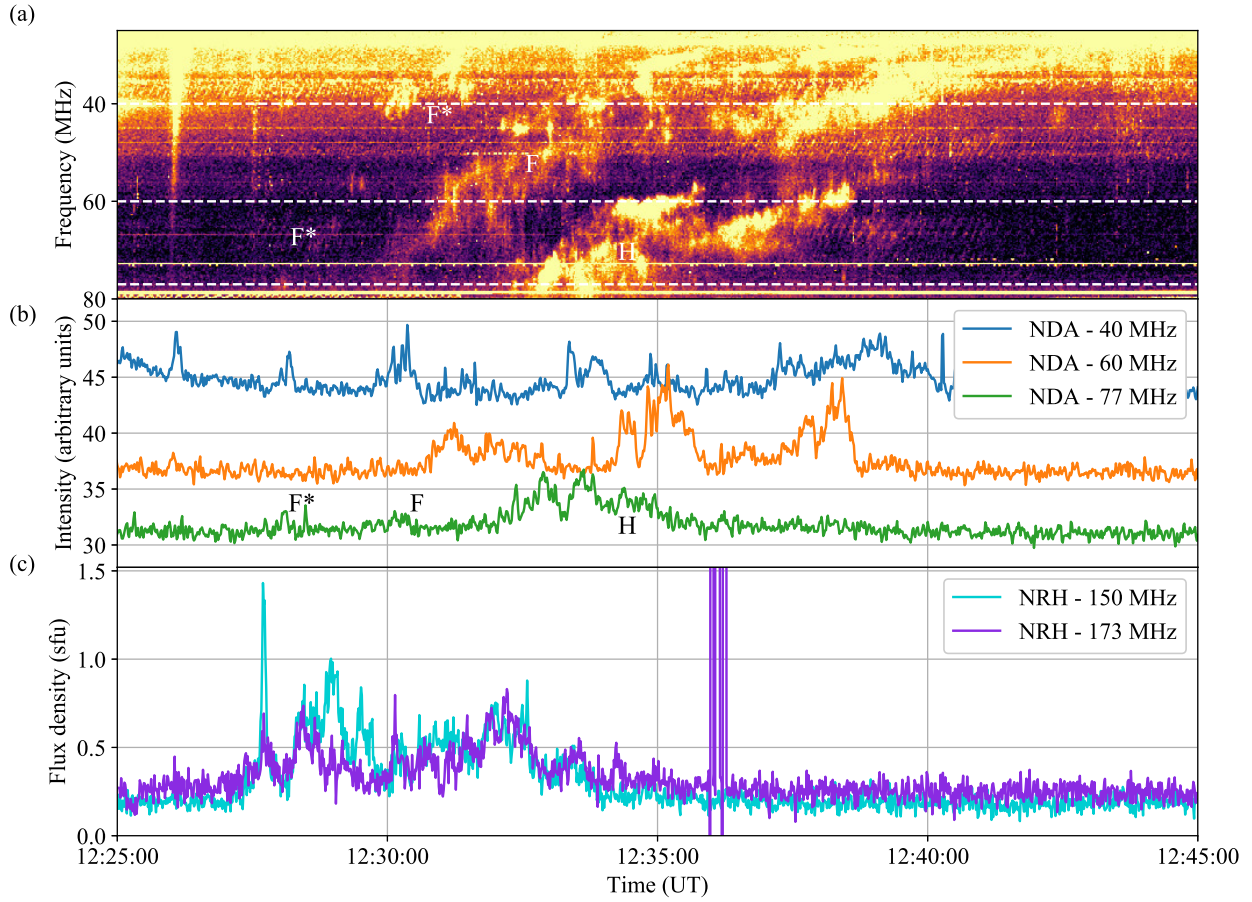 (a)
Frequency (MHz)
40
60
80
F*
F
F*
H
(b)
Intensity (arbitrary units)
50
45
40
35
30
NDA - 40 MHz
NDA - 60 MHz
NDA - 77 MHz
F*
F
H
(c)
Flux density (sfu)
1.5
1.0
0.5
0.0
NRH - 150 MHz
NRH - 173 MHz
12:25:00
12:30:00
12:35:00
12:40:00
12:45:00
Time (UT)